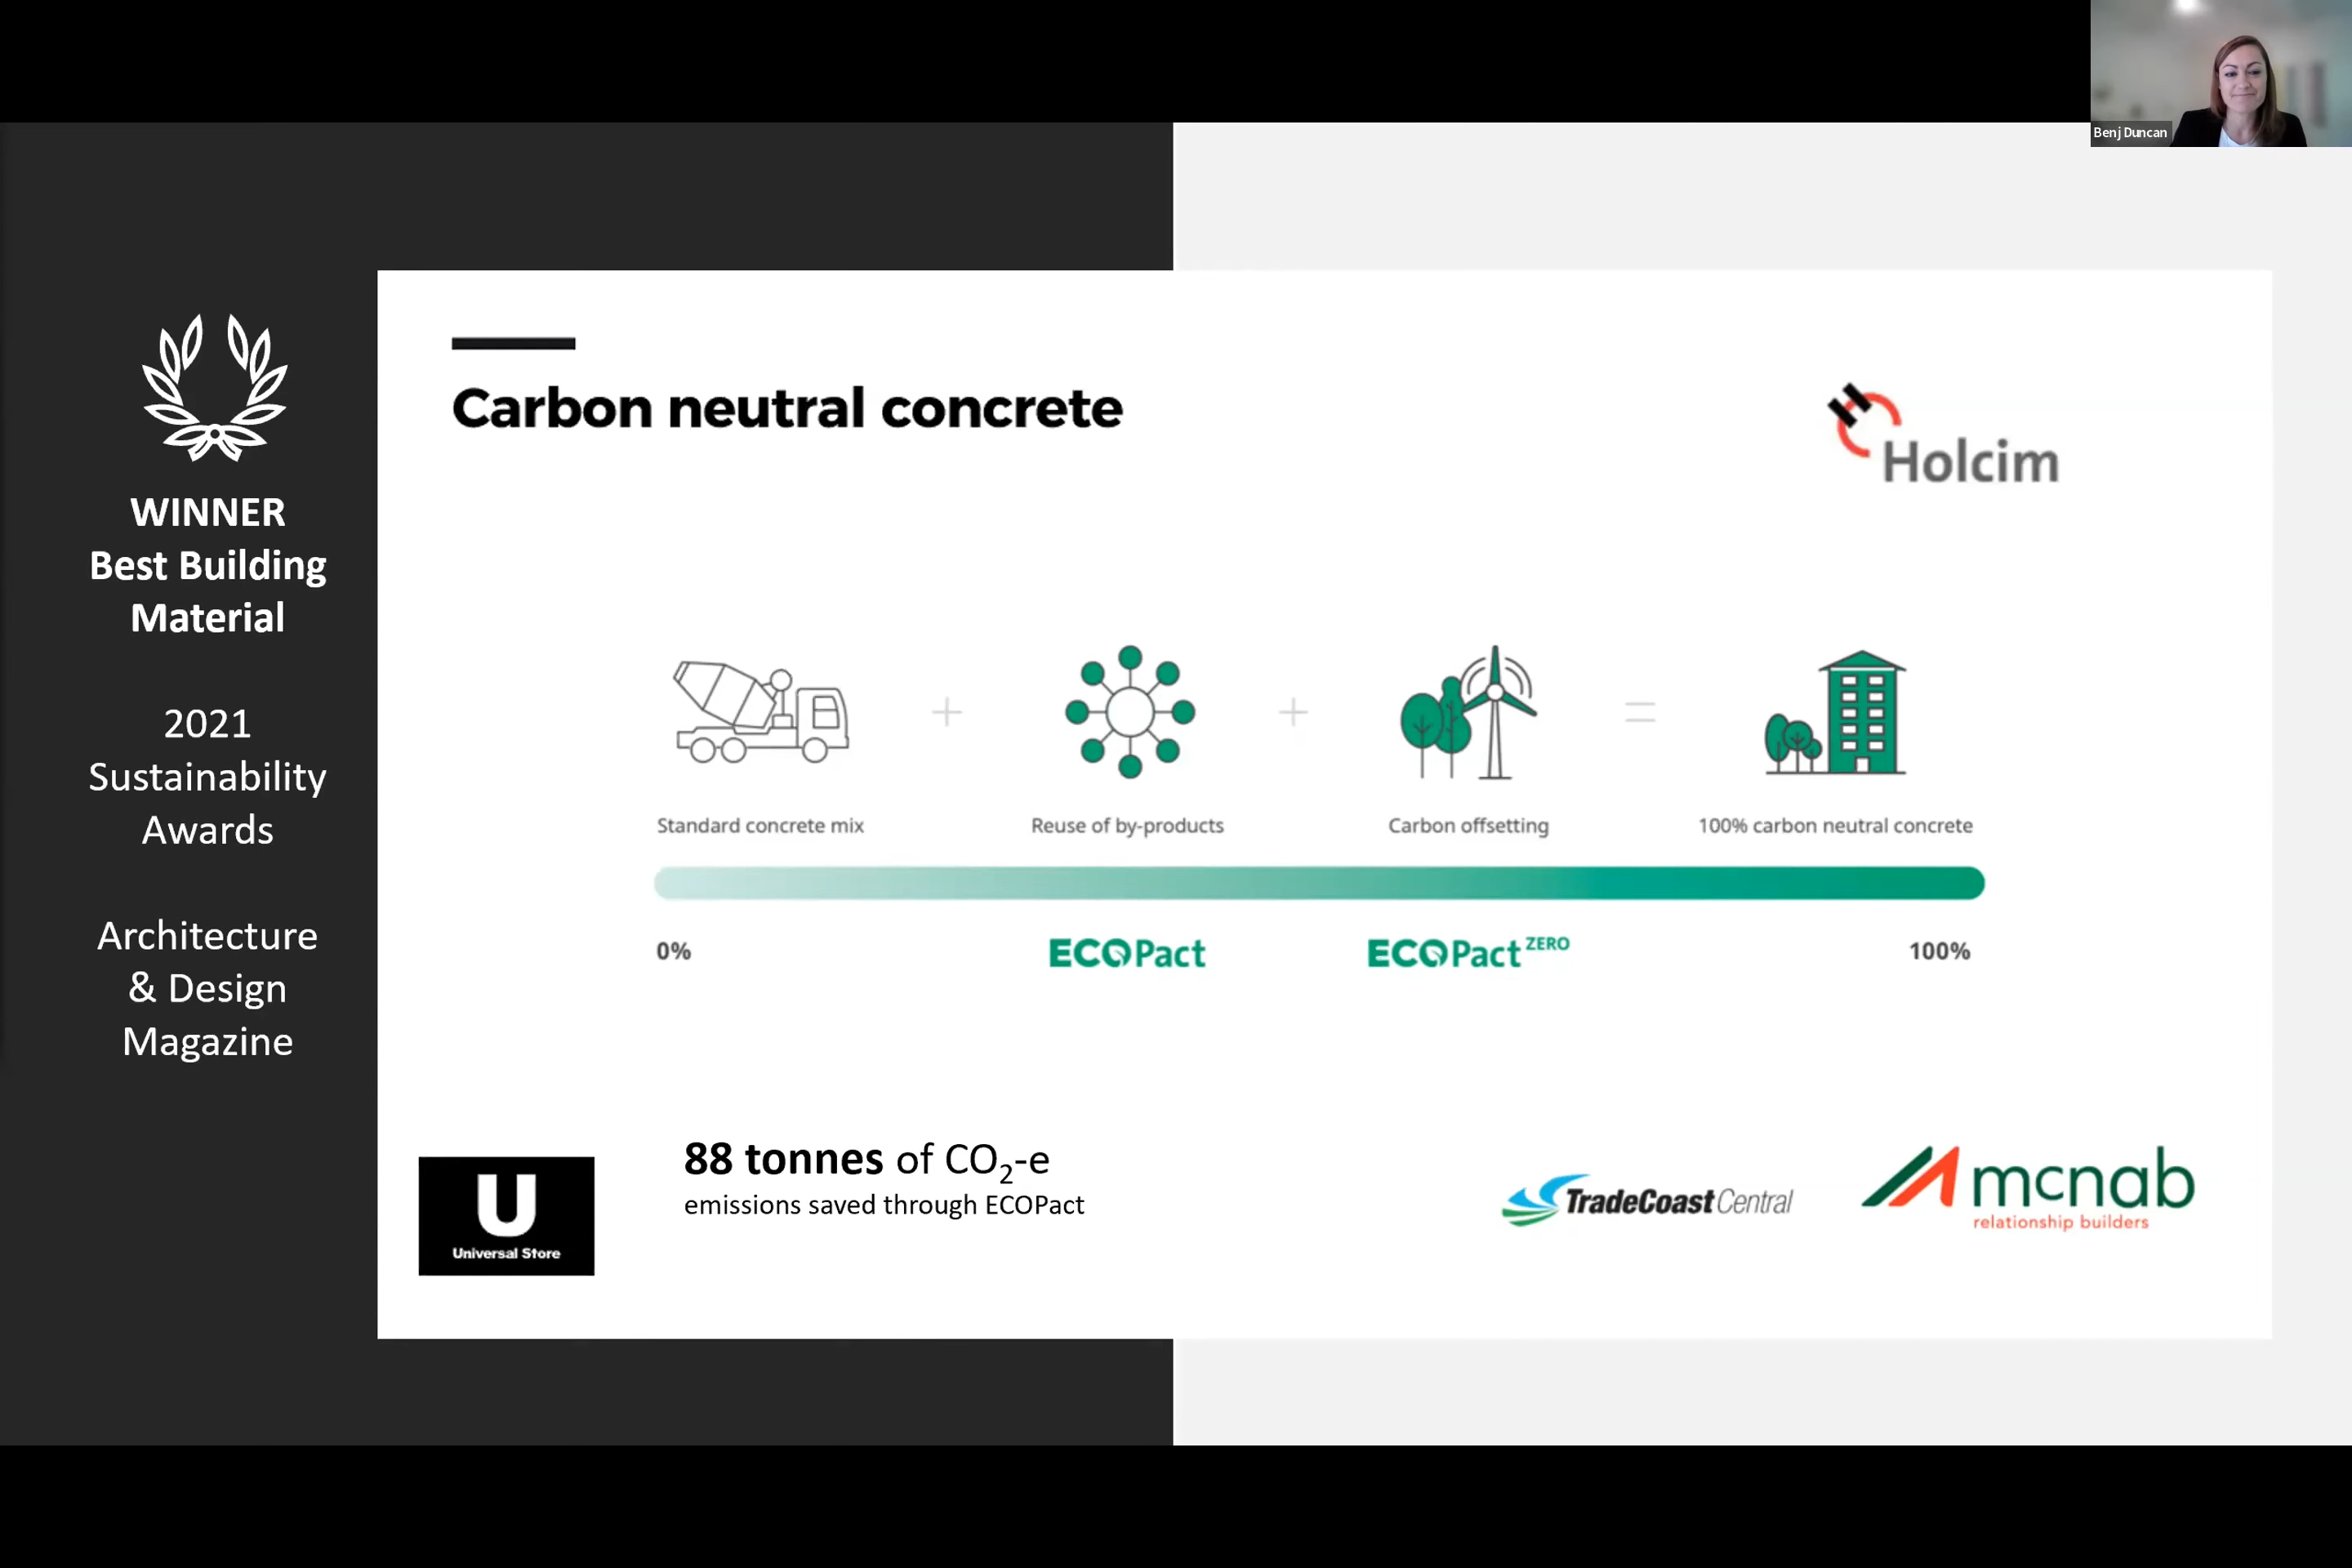 Benj Duncan
WINNER
Best Building
Material
2021
Sustainability
Awards
Architecture
& Design
Magazine
Carbon neutral concrete
Holcim
Standard concrete mix
Reuse of by-products
Carbon offsetting
100% carbon neutral concrete
0%
ECOPact
ECOPact ZERO
100%
U
Universal Store
88 tonnes of CO₂-e
emissions saved through ECOPact
TradeCoast Central
mcnab
relationship builders